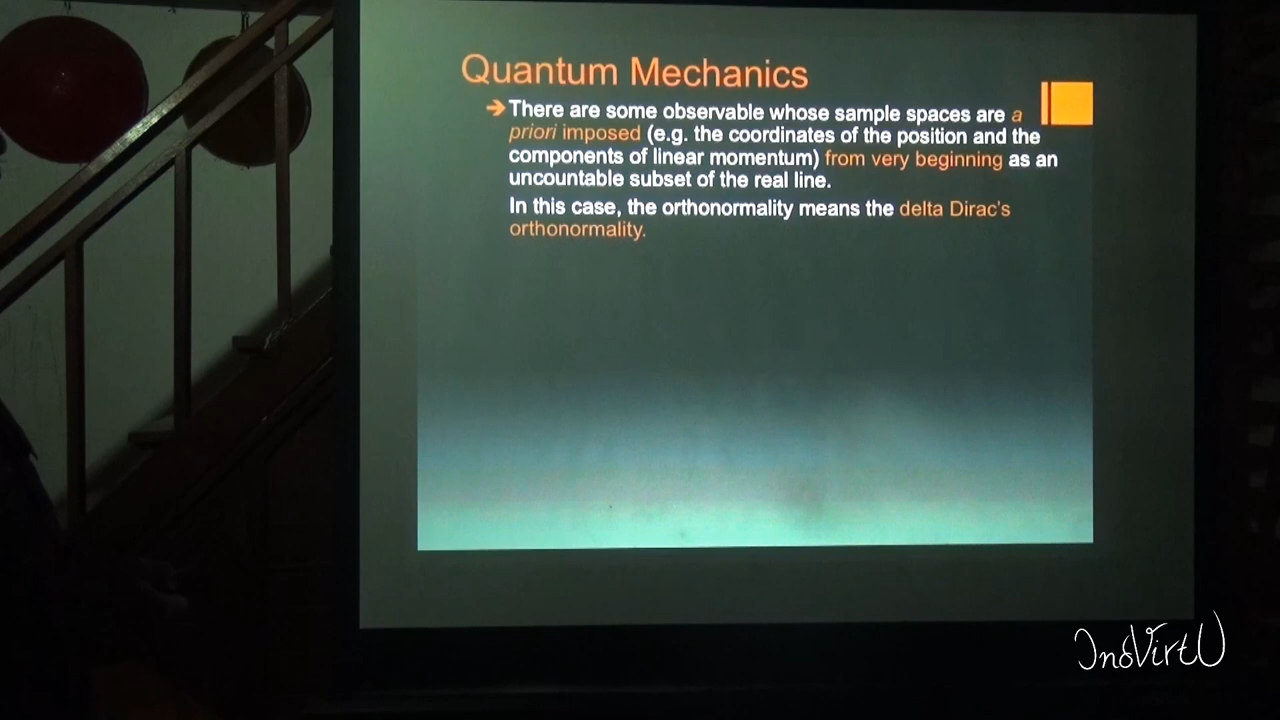 Quantum Mechanics
There are some observable whose sample spaces are a
priori imposed (e.g. the coordinates of the position and the
components of linear momentum) from very beginning as an
uncountable subset of the real line.
In this case, the orthonormality means the delta Dirac's
orthonormality.
IndVirtU